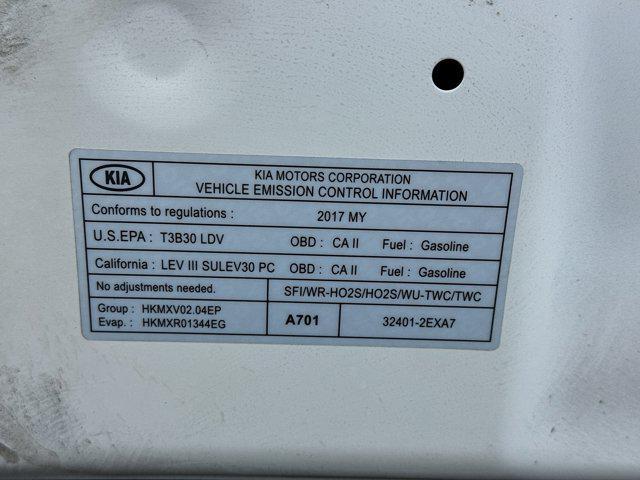 KIA
KIA MOTORS CORPORATION
VEHICLE EMISSION CONTROL INFORMATION
Conforms to regulations : 2017 MY
U.S.EPA : T3B30 LDV OBD : CA II Fuel : Gasoline
California : LEV III SULEV30 PC OBD : CA II Fuel : Gasoline
No adjustments needed. SFI/WR-HO2S/HO2S/WU-TWC/TWC
Group : HKMXV02.04EP
Evap. : HKMXR01344EG
A701
32401-2EXA7